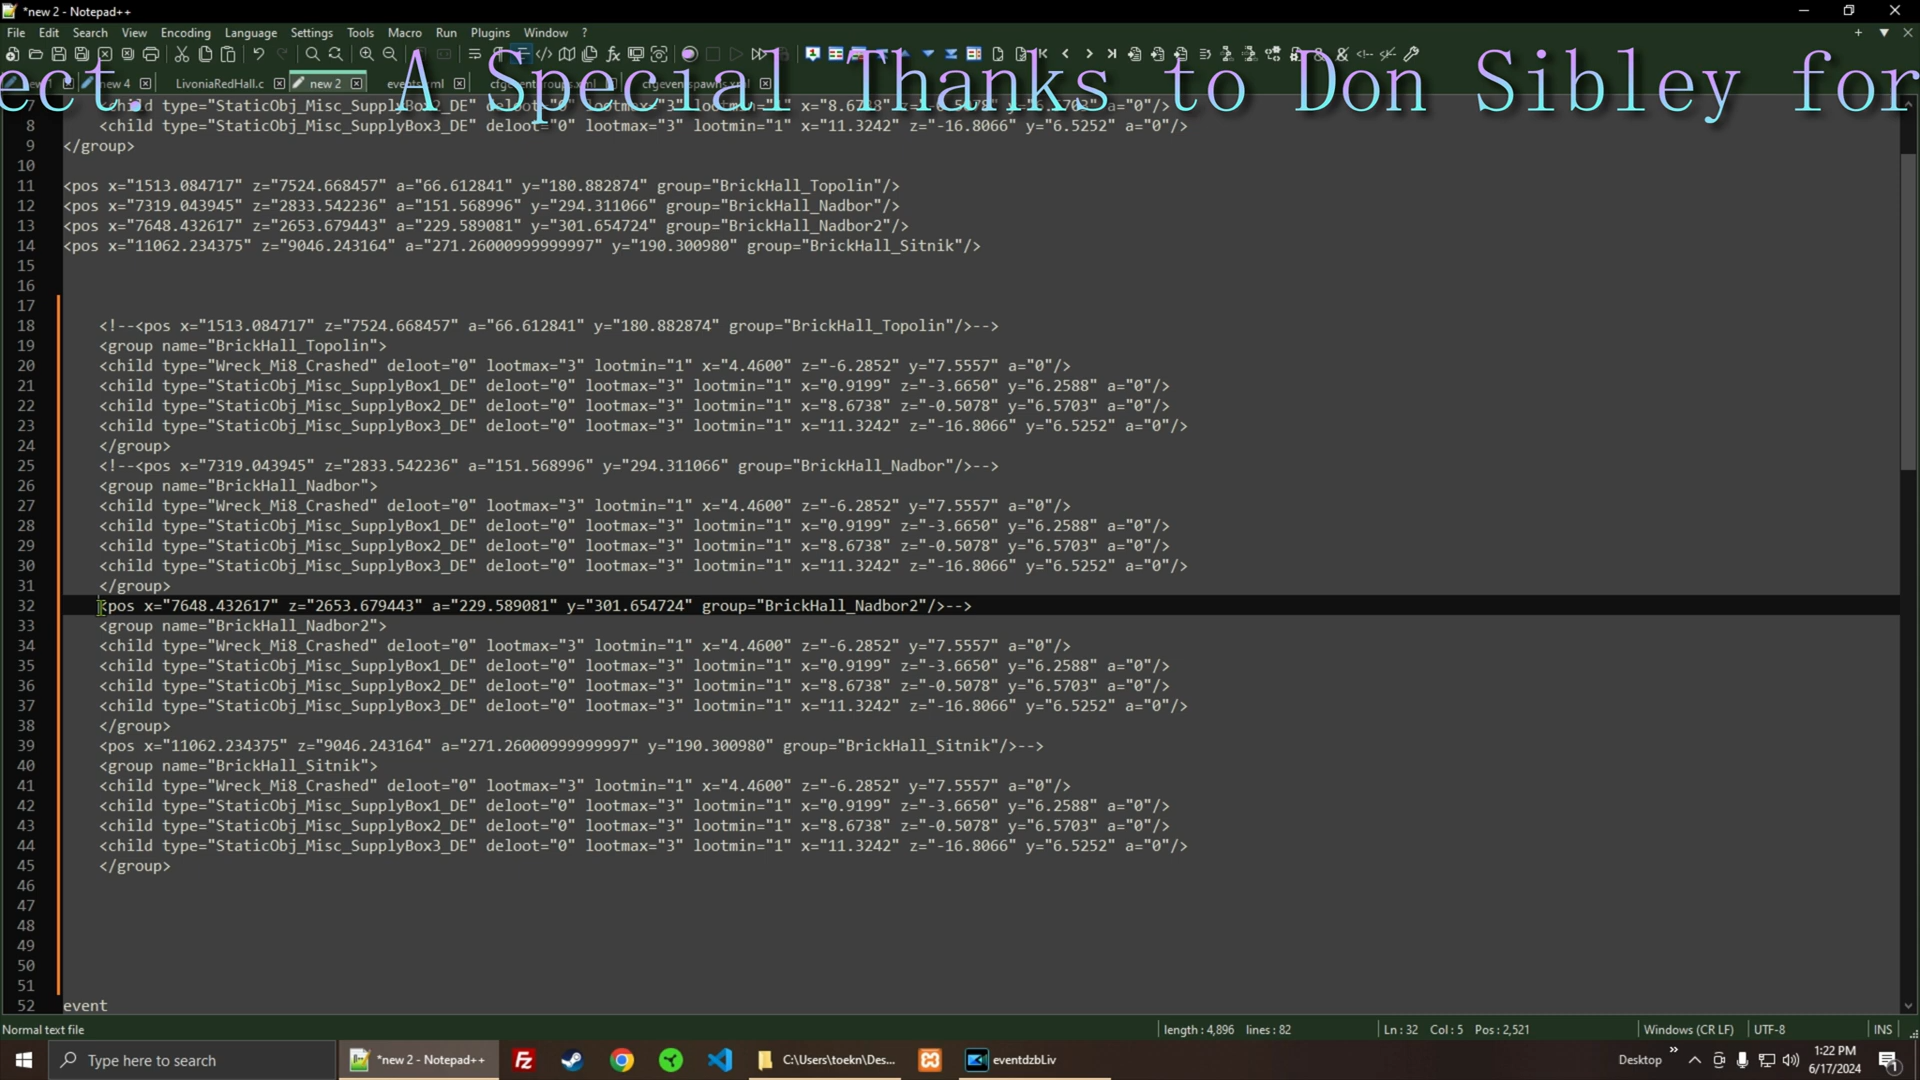 *new 2 - Notepad++
File Edit Search View Encoding Language Settings Tools Macro Run Plugins Window ?
ect. A Special Thanks to Don Sibley for
new 4 LivoniaRedHall.c new 2
7 <child type="StaticObj_Misc_SupplyBox2_DE" deloot="0" lootmax="3" lootmin="1" x="8.6738" z="-0.5078" y="6.5703" a="0"/>
8 <child type="StaticObj_Misc_SupplyBox3_DE" deloot="0" lootmax="3" lootmin="1" x="11.3242" z="-16.8066" y="6.5252" a="0"/>
9 </group>
10
11 <pos x="1513.084717" z="7524.668457" a="66.612841" y="180.882874" group="BrickHall_Topolin"/>
12 <pos x="7319.043945" z="2833.542236" a="151.568996" y="294.311066" group="BrickHall_Nadbor"/>
13 <pos x="7648.432617" z="2653.679443" a="229.589081" y="301.654724" group="BrickHall_Nadbor2"/>
14 <pos x="11062.234375" z="9046.243164" a="271.26000999999997" y="190.300980" group="BrickHall_Sitnik"/>
15
16
17
18 <!--<pos x="1513.084717" z="7524.668457" a="66.612841" y="180.882874" group="BrickHall_Topolin"/>-->
19 <group name="BrickHall_Topolin">
20 <child type="Wreck_Mi8_Crashed" deloot="0" lootmax="3" lootmin="1" x="4.4600" z="-6.2852" y="7.5557" a="0"/>
21 <child type="StaticObj_Misc_SupplyBox1_DE" deloot="0" lootmax="3" lootmin="1" x="0.9199" z="-3.6650" y="6.2588" a="0"/>
22 <child type="StaticObj_Misc_SupplyBox2_DE" deloot="0" lootmax="3" lootmin="1" x="8.6738" z="-0.5078" y="6.5703" a="0"/>
23 <child type="StaticObj_Misc_SupplyBox3_DE" deloot="0" lootmax="3" lootmin="1" x="11.3242" z="-16.8066" y="6.5252" a="0"/>
24 </group>
25 <!--<pos x="7319.043945" z="2833.542236" a="151.568996" y="294.311066" group="BrickHall_Nadbor"/>-->
26 <group name="BrickHall_Nadbor">
27 <child type="Wreck_Mi8_Crashed" deloot="0" lootmax="3" lootmin="1" x="4.4600" z="-6.2852" y="7.5557" a="0"/>
28 <child type="StaticObj_Misc_SupplyBox1_DE" deloot="0" lootmax="3" lootmin="1" x="0.9199" z="-3.6650" y="6.2588" a="0"/>
29 <child type="StaticObj_Misc_SupplyBox2_DE" deloot="0" lootmax="3" lootmin="1" x="8.6738" z="-0.5078" y="6.5703" a="0"/>
30 <child type="StaticObj_Misc_SupplyBox3_DE" deloot="0" lootmax="3" lootmin="1" x="11.3242" z="-16.8066" y="6.5252" a="0"/>
31 </group>
32 <pos x="7648.432617" z="2653.679443" a="229.589081" y="301.654724" group="BrickHall_Nadbor2"/>-->
33 <group name="BrickHall_Nadbor2">
34 <child type="Wreck_Mi8_Crashed" deloot="0" lootmax="3" lootmin="1" x="4.4600" z="-6.2852" y="7.5557" a="0"/>
35 <child type="StaticObj_Misc_SupplyBox1_DE" deloot="0" lootmax="3" lootmin="1" x="0.9199" z="-3.6650" y="6.2588" a="0"/>
36 <child type="StaticObj_Misc_SupplyBox2_DE" deloot="0" lootmax="3" lootmin="1" x="8.6738" z="-0.5078" y="6.5703" a="0"/>
37 <child type="StaticObj_Misc_SupplyBox3_DE" deloot="0" lootmax="3" lootmin="1" x="11.3242" z="-16.8066" y="6.5252" a="0"/>
38 </group>
39 <pos x="11062.234375" z="9046.243164" a="271.26000999999997" y="190.300980" group="BrickHall_Sitnik"/>-->
40 <group name="BrickHall_Sitnik">
41 <child type="Wreck_Mi8_Crashed" deloot="0" lootmax="3" lootmin="1" x="4.4600" z="-6.2852" y="7.5557" a="0"/>
42 <child type="StaticObj_Misc_SupplyBox1_DE" deloot="0" lootmax="3" lootmin="1" x="0.9199" z="-3.6650" y="6.2588" a="0"/>
43 <child type="StaticObj_Misc_SupplyBox2_DE" deloot="0" lootmax="3" lootmin="1" x="8.6738" z="-0.5078" y="6.5703" a="0"/>
44 <child type="StaticObj_Misc_SupplyBox3_DE" deloot="0" lootmax="3" lootmin="1" x="11.3242" z="-16.8066" y="6.5252" a="0"/>
45 </group>
46
47
48
49
50
51
52 event
Normal text file length : 4,896 lines : 82 Ln : 32 Col : 5 Pos : 2,521 Windows (CR LF) UTF-8 INS
Type here to search *new 2 - Notepad++ C:\Users\toekn\Des... eventdzbLiv Desktop 1:22 PM
6/17/2024